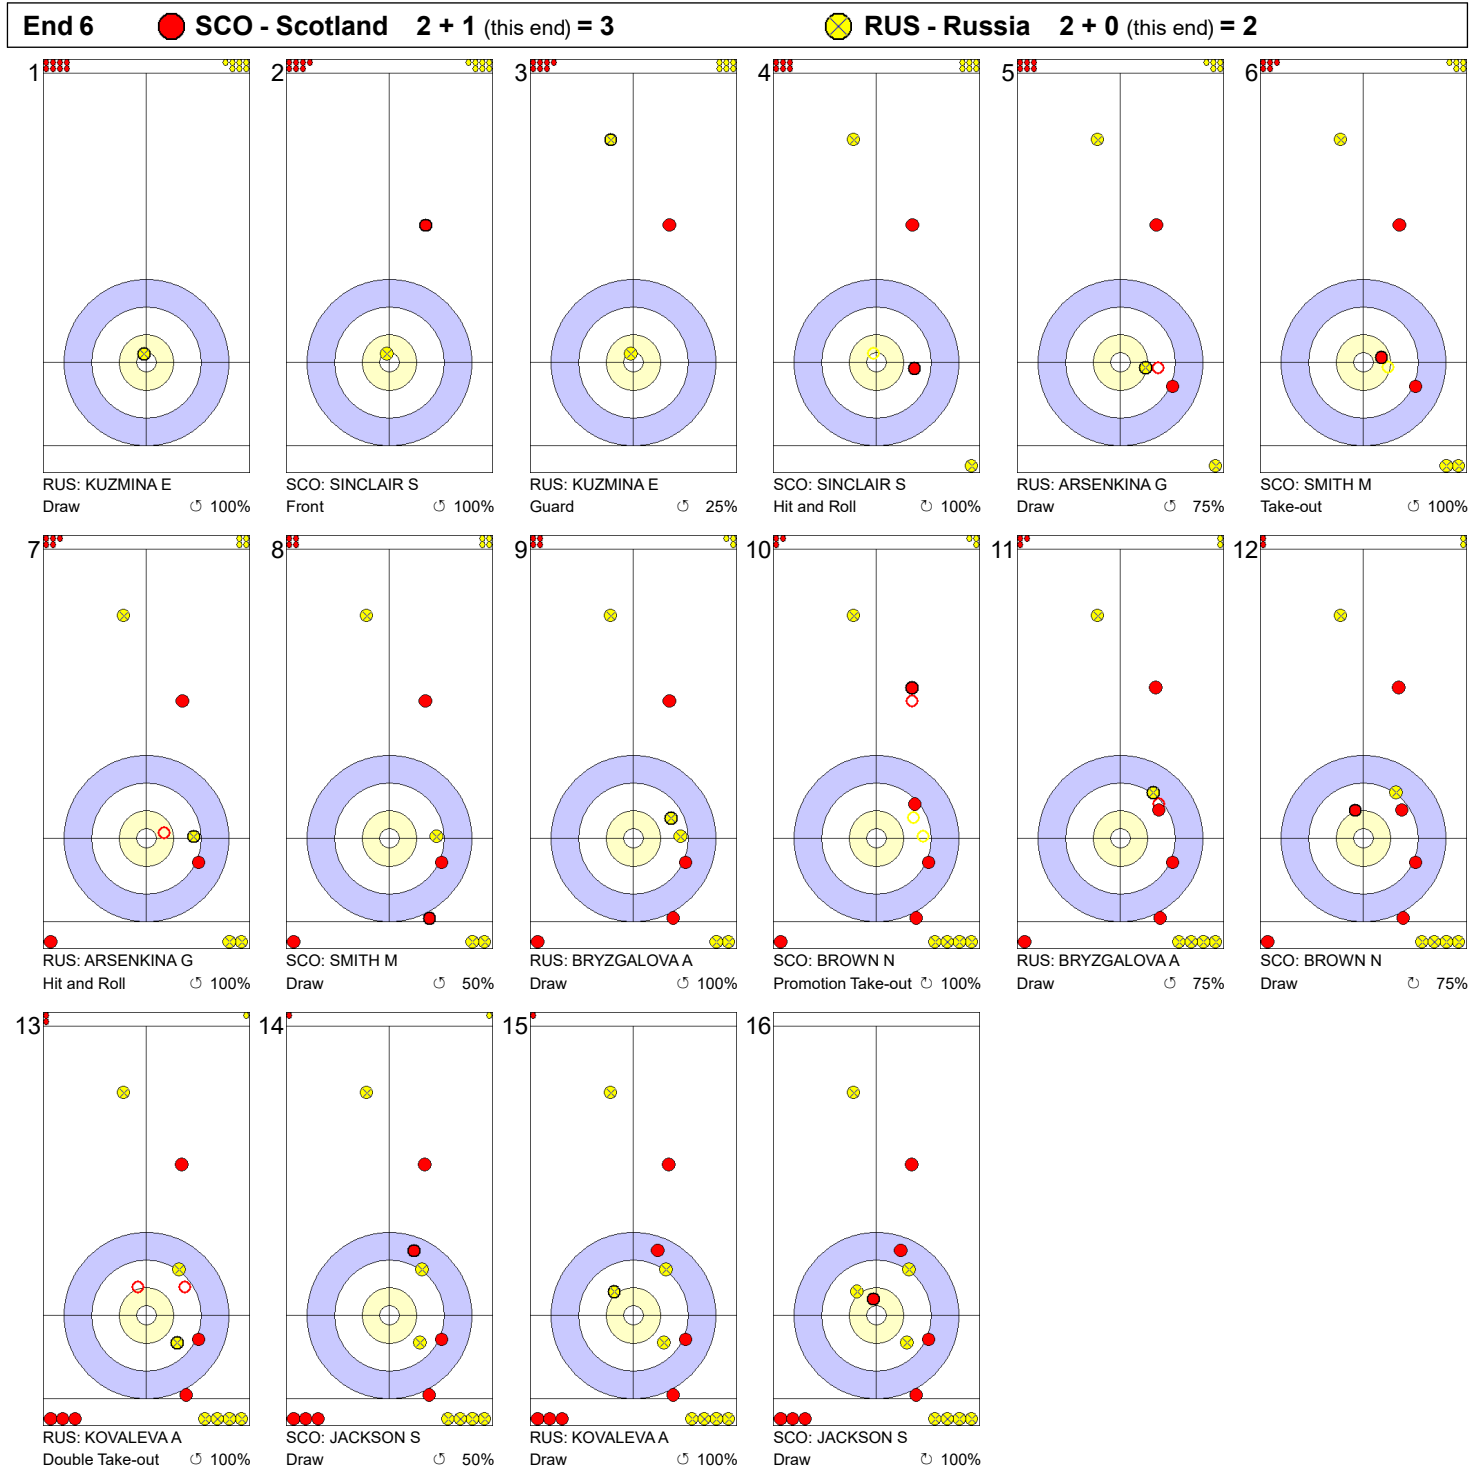 End 6 SCO - Scotland 2 + 1 (this end) = 3 RUS - Russia 2 + 0 (this end) = 2
1 2 3 4 5 6
RUS: KUZMINA E SCO: SINCLAIR S RUS: KUZMINA E SCO: SINCLAIR S RUS: ARSENKINA G SCO: SMITH M
Draw ↺ 100% Front ↺ 100% Guard ↺ 25% Hit and Roll ↻ 100% Draw ↺ 75% Take-out ↻ 100%
7 8 9 10 11 12
RUS: ARSENKINA G SCO: SMITH M RUS: BRYZGALOVA A SCO: BROWN N RUS: BRYZGALOVA A SCO: BROWN N
Hit and Roll ↺ 100% Draw ↺ 50% Draw ↺ 100% Promotion Take-out ↻ 100% Draw ↺ 75% Draw ↻ 75%
13 14 15 16
RUS: KOVALEVA A SCO: JACKSON S RUS: KOVALEVA A SCO: JACKSON S
Double Take-out ↺ 100% Draw ↺ 50% Draw ↺ 100% Draw ↻ 100%